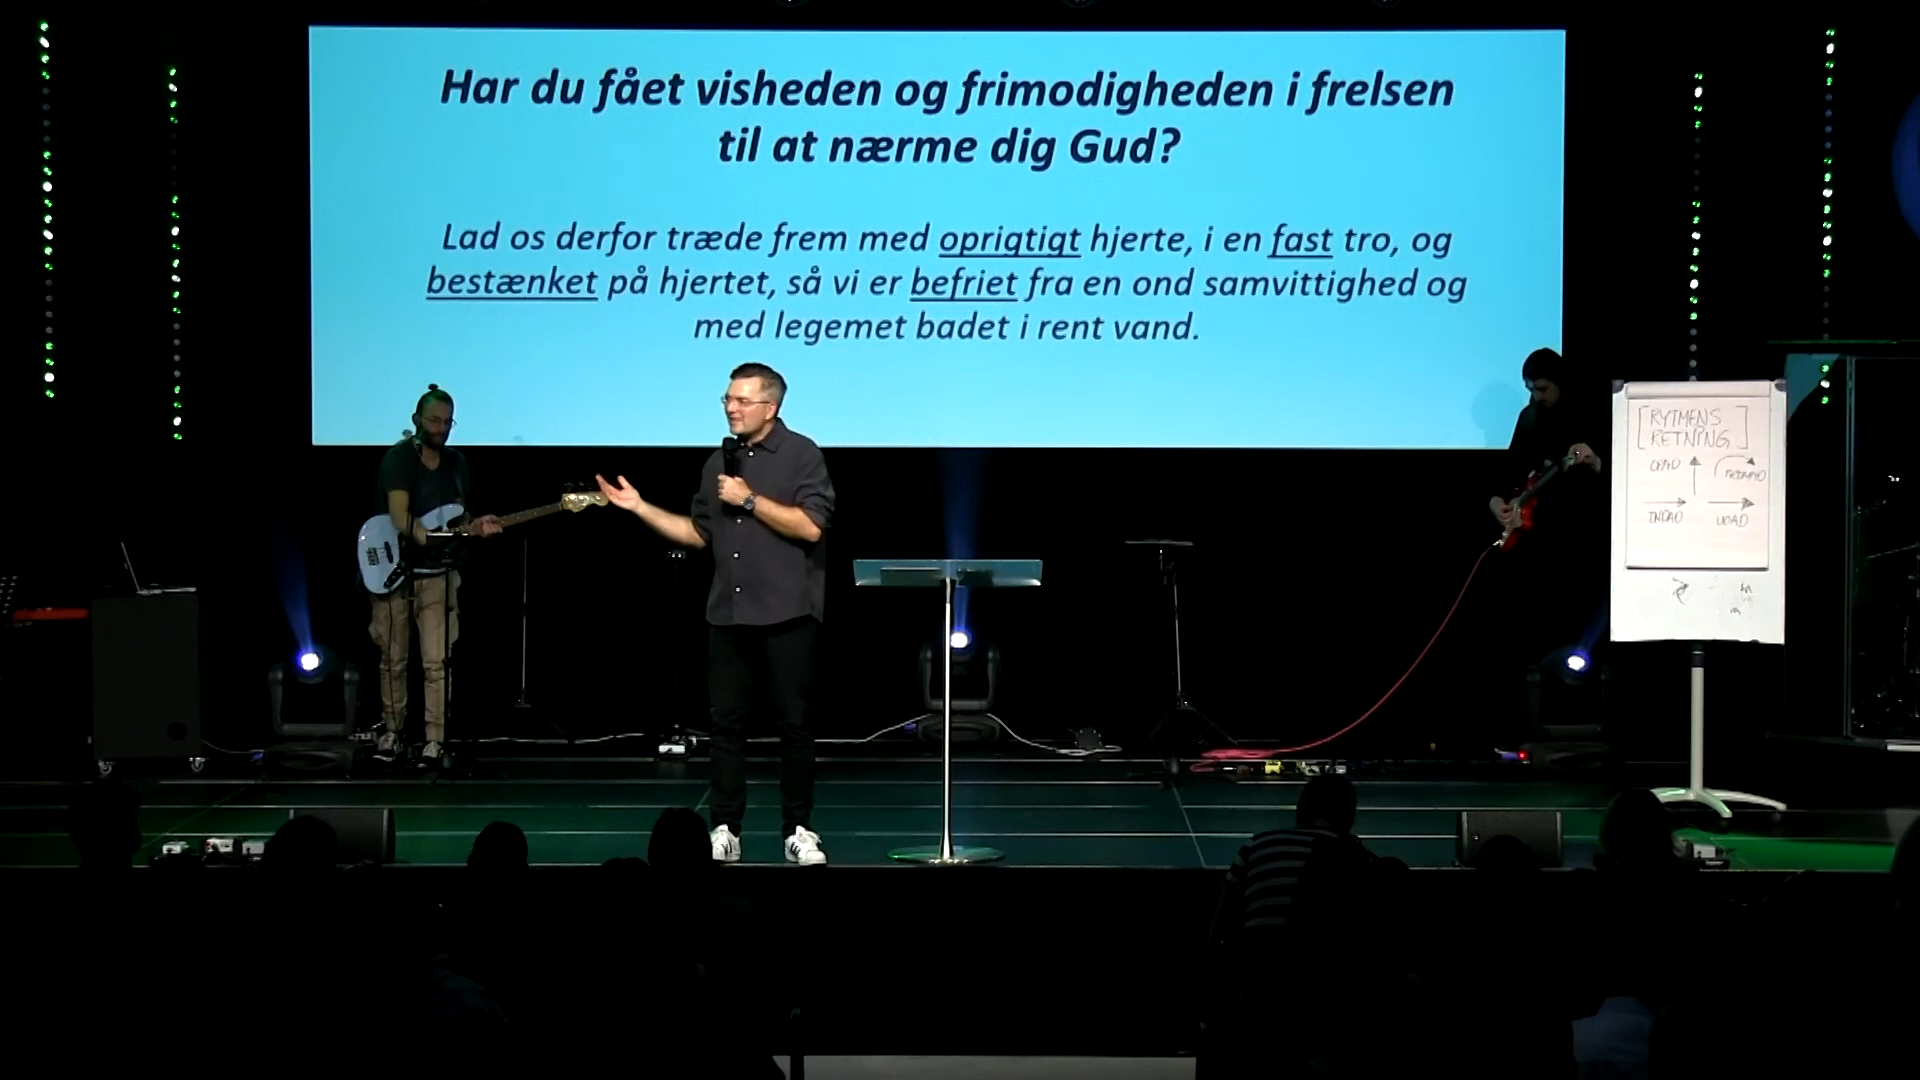 Har du fået visheden og frimodigheden i frelsen
til at nærme dig Gud?
Lad os derfor træde frem med oprigtigt hjerte, i en fast tro, og
bestænket på hjertet, så vi er befriet fra en ond samvittighed og
med legemet badet i rent vand.
[RYTMENS
RETNING]
OPAD
INDAD
UDAD